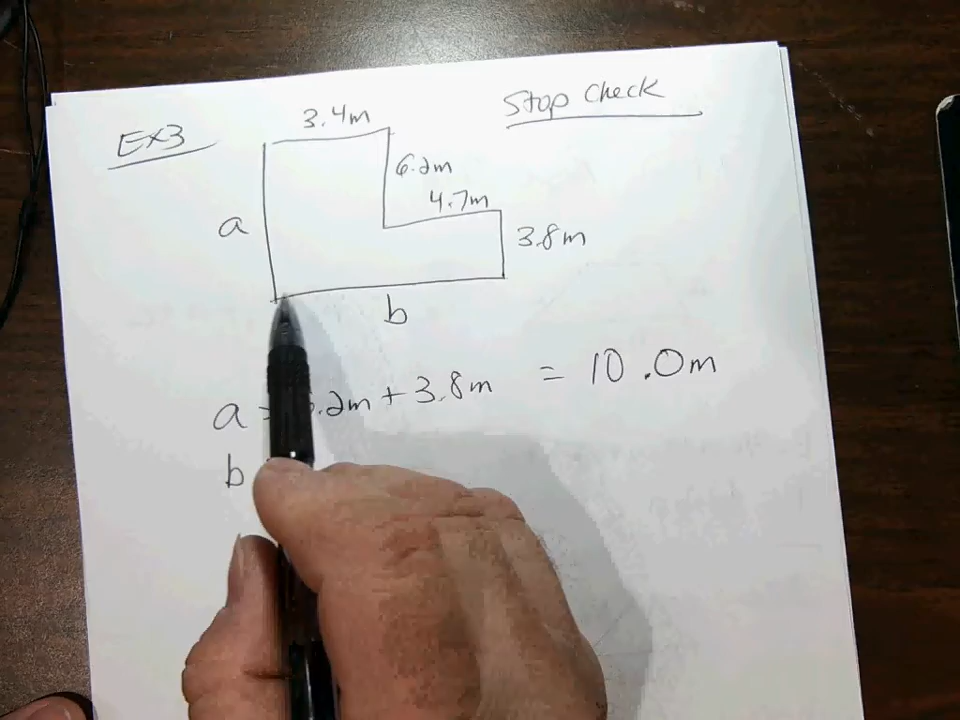 Stop Check
Ex3
3.4m
6.2m
4.7m
a
3.8m
b
a = .2m + 3.8m = 10.0m
b